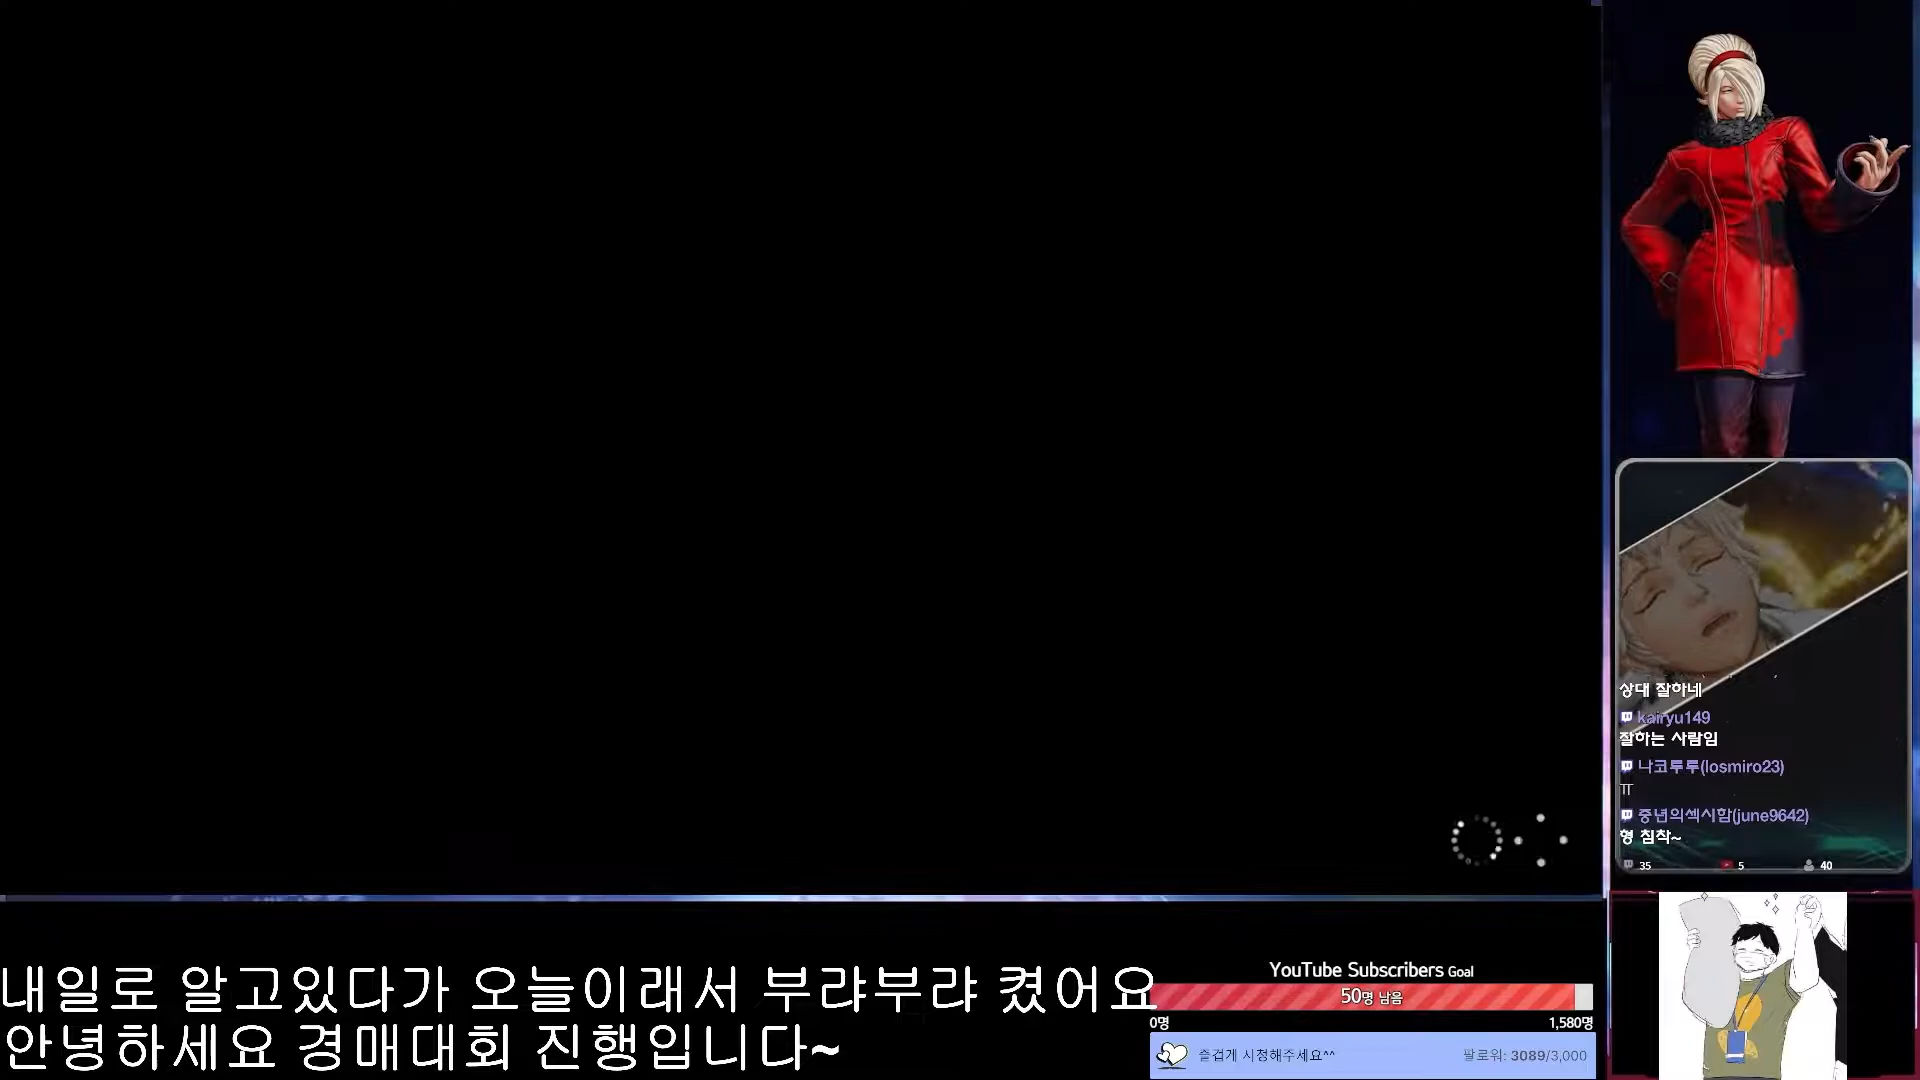 상대 잘하네
kairyu149
잘하는 사람임
나코루루(losmiro23)
ㅠ
중년의섹시함(june9642)
형 침착~
35 5 40
내일로 알고있다가 오늘이래서 부랴부랴 켰어요
안녕하세요 경매대회 진행입니다~
YouTube Subscribers Goal
50명 남음
0명 1,580명
즐겁게 시청해주세요^^ 팔로워: 3089/3,000